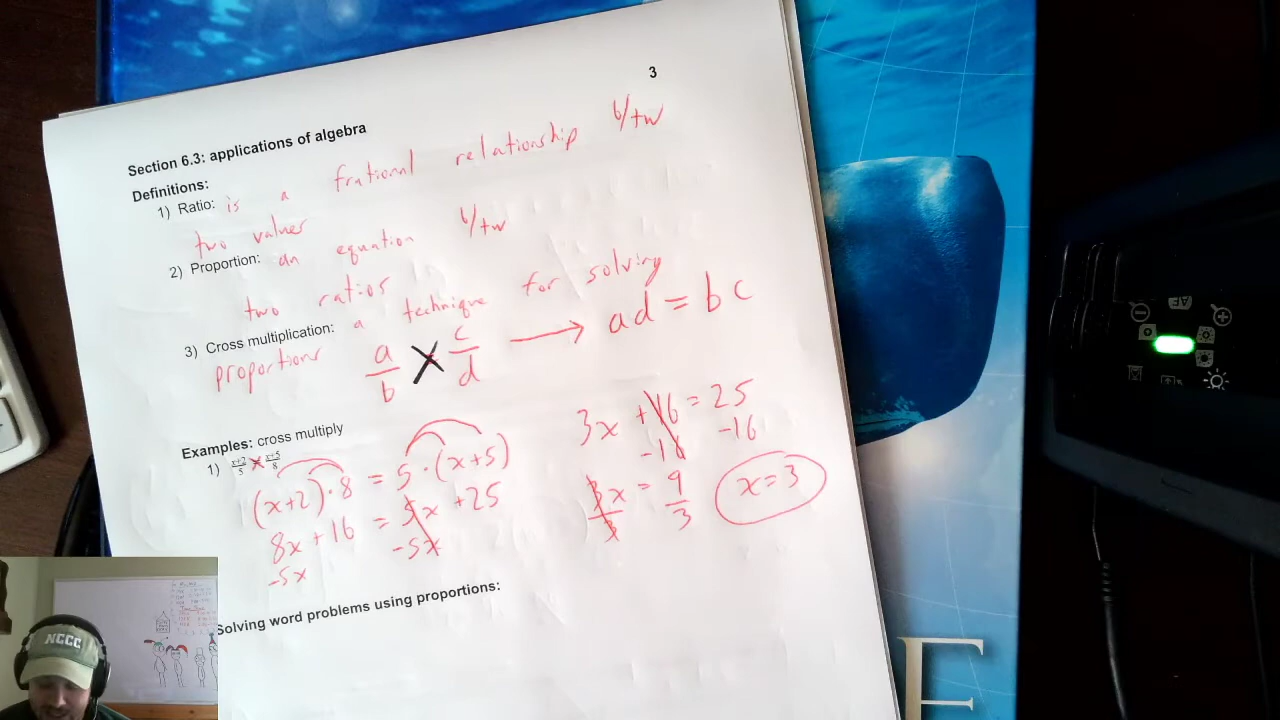 3
Section 6.3: applications of algebra
Definitions:
1) Ratio: is a frational relationship b/tw
two values
2) Proportion: an equation b/tw
two ratios
3) Cross multiplication: a technique for solving
proportions a/b c/d → ad = bc
Examples: cross multiply
1) x+2/5 x+5/8
(x+2)·8 = 5·(x+5)
8x+16 = 5x +25
-5x -5x
3x +16 = 25
-16 -16
3x/3 = 9/3 x=3
Solving word problems using proportions:
NCCC
E
AF